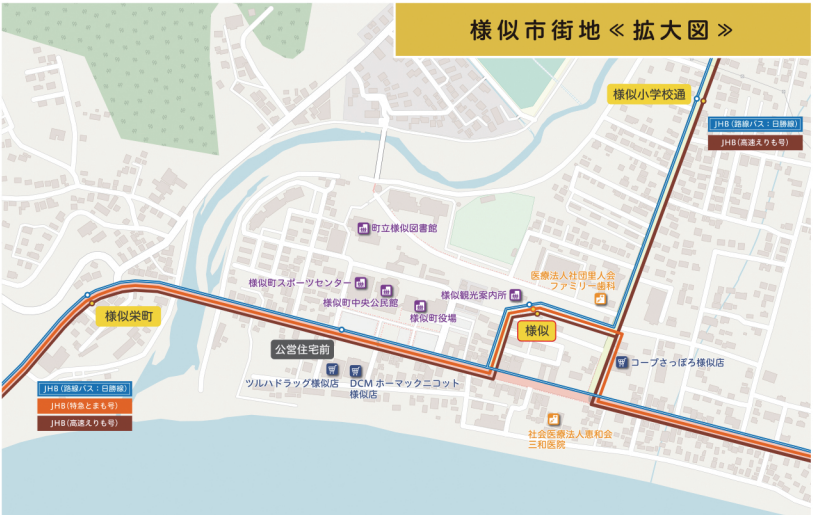 様似市街地≪拡大図≫
様似小学校通
JHB(路線バス:日勝線)
JHB(高速えりも号)
町立様似図書館
医療法人社団里人会
ファミリー歯科
様似町スポーツセンター
様似町中央公民館
様似観光案内所
様似町役場
様似栄町
様似
公営住宅前
コープさっぽろ様似店
ツルハドラッグ様似店
DCM ホーマックニコット
様似店
JHB(路線バス:日勝線)
JHB(特急とまも号)
JHB(高速えりも号)
社会医療法人恵和会
三和医院